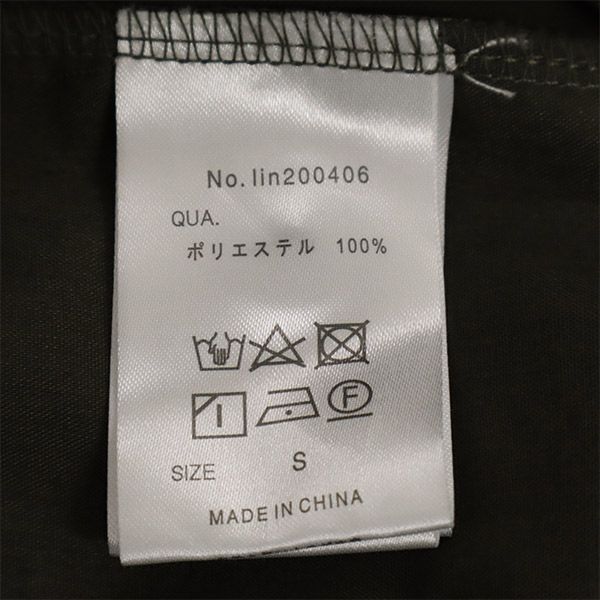 No.lin200406
QUA.
ポリエステル 100%
F
SIZE S
MADE IN CHINA